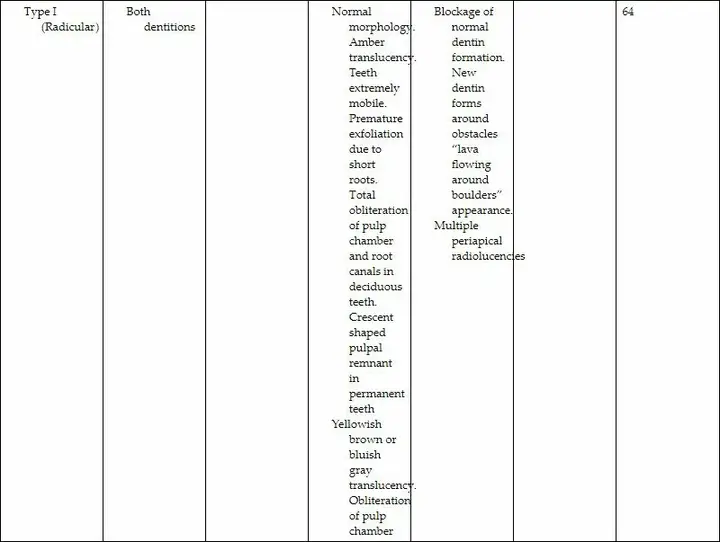 Type I
(Radicular)
Both
dentitions
Normal
morphology.
Amber
translucency.
Teeth
extremely
mobile.
Premature
exfoliation
due to
short
roots.
Total
obliteration
of pulp
chamber
and root
canals in
deciduous
teeth.
Crescent
shaped
pulpal
remnant
in
permanent
teeth
Yellowish
brown or
bluish
gray
translucency.
Obliteration
of pulp
chamber
Blockage of
normal
dentin
formation.
New
dentin
forms
around
obstacles
“lava
flowing
around
boulders”
appearance.
Multiple
periapical
radiolucencies
64